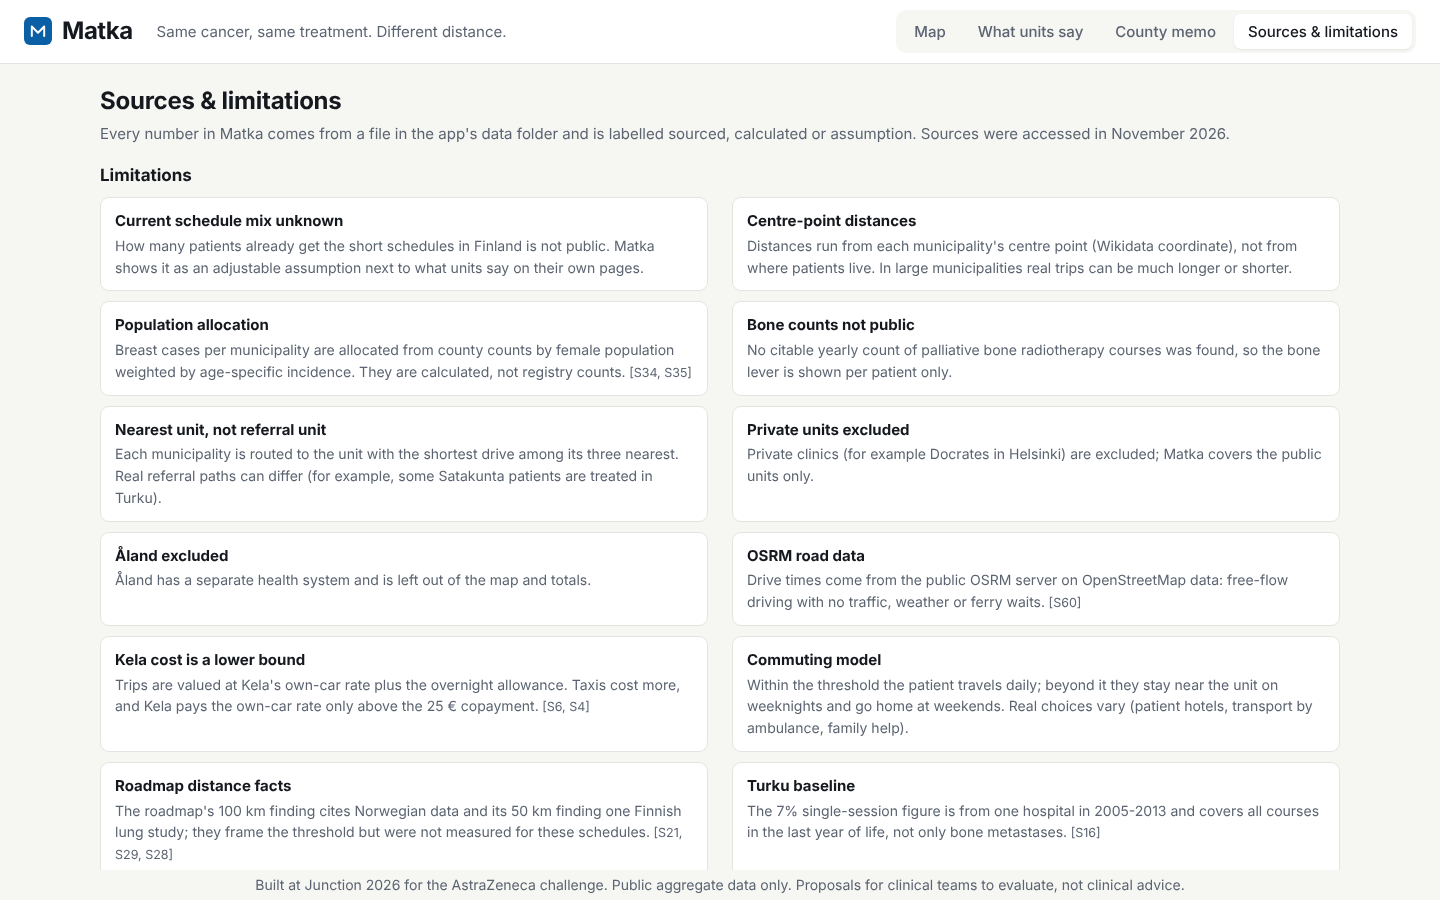 Matka
Same cancer, same treatment. Different distance.
Map
What units say
County memo
Sources & limitations
Sources & limitations
Every number in Matka comes from a file in the app's data folder and is labelled sourced, calculated or assumption. Sources were accessed in November 2026.
Limitations
Current schedule mix unknown
How many patients already get the short schedules in Finland is not public. Matka
shows it as an adjustable assumption next to what units say on their own pages.
Centre-point distances
Distances run from each municipality's centre point (Wikidata coordinate), not from
where patients live. In large municipalities real trips can be much longer or shorter.
Population allocation
Breast cases per municipality are allocated from county counts by female population
weighted by age-specific incidence. They are calculated, not registry counts. [S34, S35]
Bone counts not public
No citable yearly count of palliative bone radiotherapy courses was found, so the bone
lever is shown per patient only.
Nearest unit, not referral unit
Each municipality is routed to the unit with the shortest drive among its three nearest.
Real referral paths can differ (for example, some Satakunta patients are treated in
Turku).
Private units excluded
Private clinics (for example Docrates in Helsinki) are excluded; Matka covers the public
units only.
Åland excluded
Åland has a separate health system and is left out of the map and totals.
OSRM road data
Drive times come from the public OSRM server on OpenStreetMap data: free-flow
driving with no traffic, weather or ferry waits. [S60]
Kela cost is a lower bound
Trips are valued at Kela's own-car rate plus the overnight allowance. Taxis cost more,
and Kela pays the own-car rate only above the 25 € copayment. [S6, S4]
Commuting model
Within the threshold the patient travels daily; beyond it they stay near the unit on
weeknights and go home at weekends. Real choices vary (patient hotels, transport by
ambulance, family help).
Roadmap distance facts
The roadmap's 100 km finding cites Norwegian data and its 50 km finding one Finnish
lung study; they frame the threshold but were not measured for these schedules. [S21,
S29, S28]
Turku baseline
The 7% single-session figure is from one hospital in 2005-2013 and covers all courses
in the last year of life, not only bone metastases. [S16]
Built at Junction 2026 for the AstraZeneca challenge. Public aggregate data only. Proposals for clinical teams to evaluate, not clinical advice.